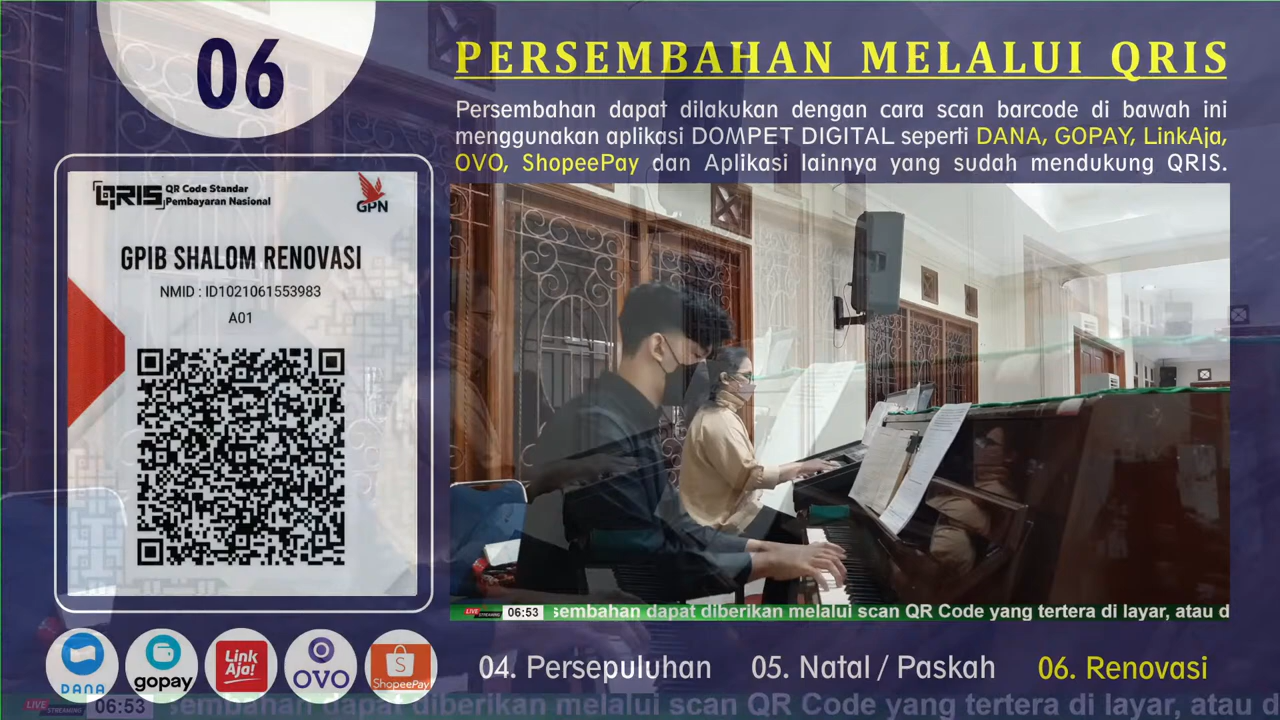 06
PERSEMBAHAN MELALUI QRIS
Persembahan dapat dilakukan dengan cara scan barcode di bawah ini
menggunakan aplikasi DOMPET DIGITAL seperti DANA, GOPAY, LinkAja,
OVO, ShopeePay dan Aplikasi lainnya yang sudah mendukung QRIS.
QRIS QR Code Standar
Pembayaran Nasional
GPN
GPIB SHALOM RENOVASI
NMID : ID1021061553983
A01
LIVE STREAMING 06:53 sembahan dapat diberikan melalui scan QR Code yang tertera di layar, atau d
DANA
gopay
Link
Aja!
OVO
ShopeePay
04. Persepuluhan 05. Natal / Paskah 06. Renovasi
LIVE STREAMING 06:53 sembahan dapat diberikan melalui scan QR Code yang tertera di layar, atau d